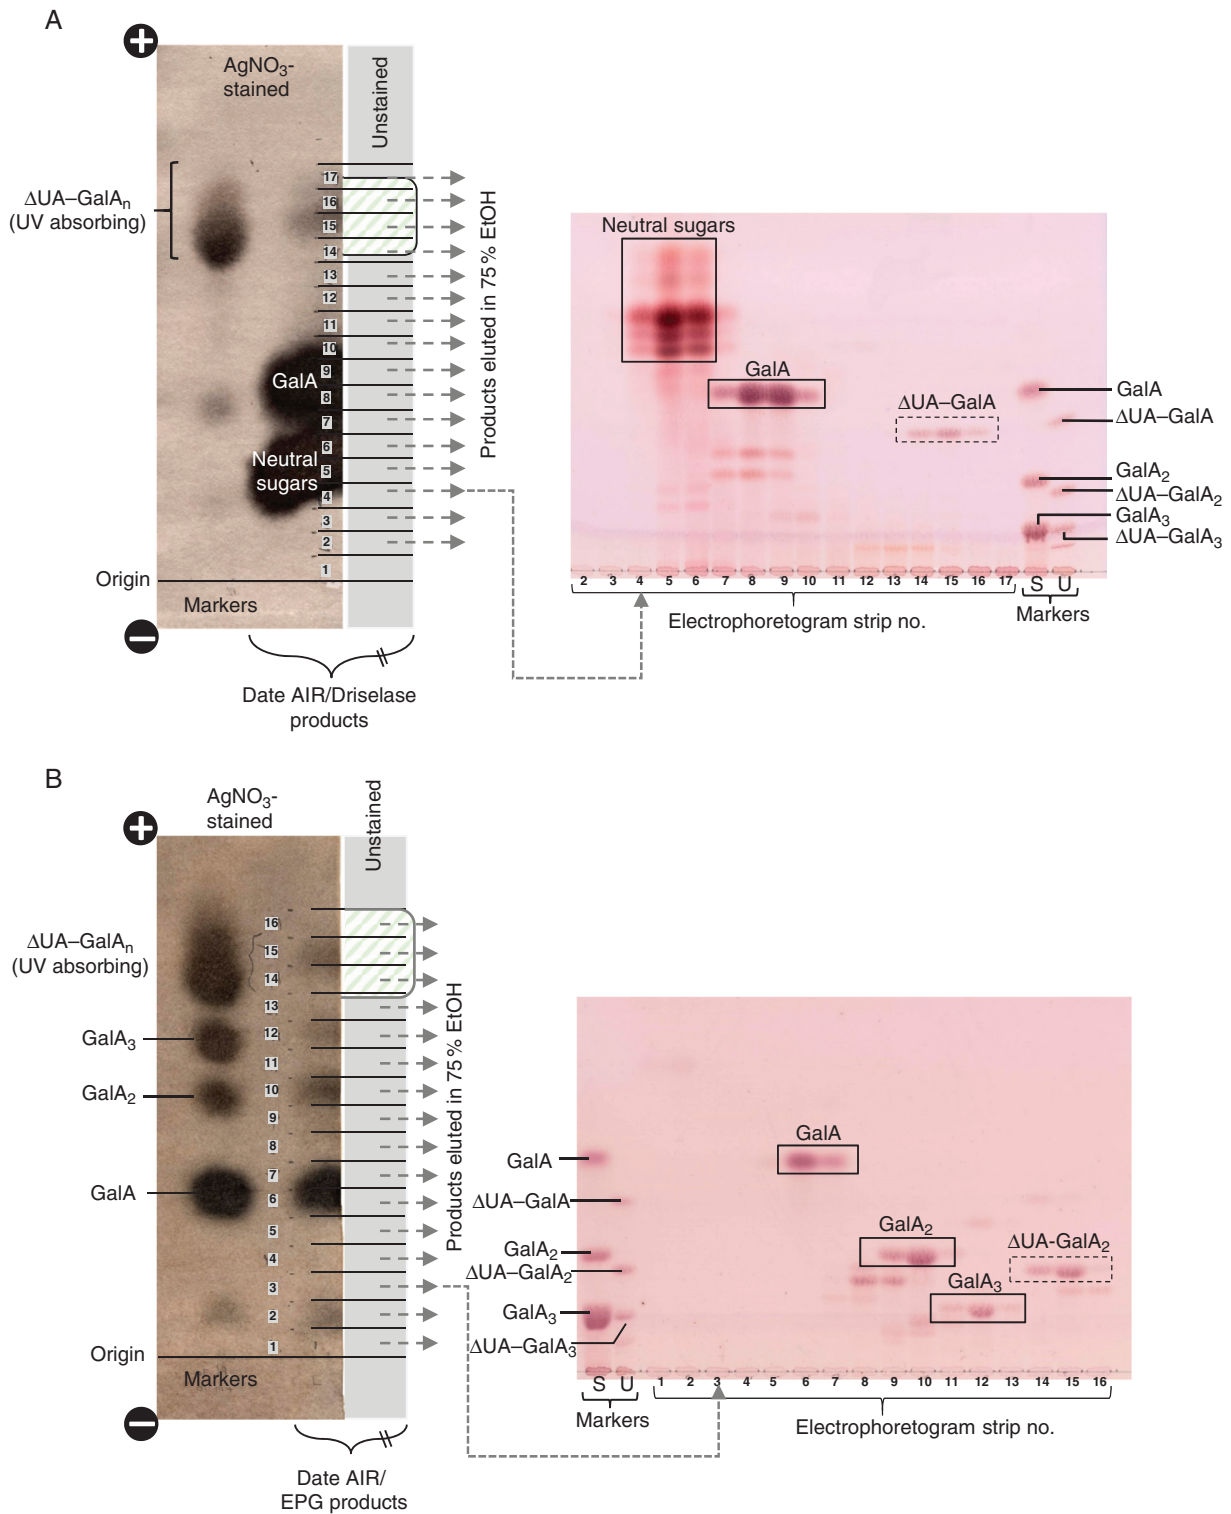 A
+
AgNO3-
stained
Unstained
ΔUA–GalAn
(UV absorbing)
17
16
15
14
13
12
11
10
9
8
7
6
5
4
3
2
1
GalA
Neutral
sugars
Products eluted in 75% EtOH
Origin
Markers
−
Date AIR/Driselase
products
Neutral sugars
GalA
ΔUA–GalA
GalA
ΔUA–GalA
GalA2
ΔUA–GalA2
GalA3
ΔUA–GalA3
2 3 4 5 6 7 8 9 10 11 12 13 14 15 16 17 S U
Electrophoretogram strip no.
Markers
B
+
AgNO3-
stained
Unstained
ΔUA–GalAn
(UV absorbing)
GalA3
GalA2
GalA
16
15
14
13
12
11
10
9
8
7
6
5
4
3
2
1
Products eluted in 75% EtOH
Origin
Markers
−
Date AIR/
EPG products
GalA
GalA
ΔUA–GalA
GalA2
GalA2
ΔUA-GalA2
ΔUA–GalA2
GalA3
GalA3
ΔUA–GalA3
S U 1 2 3 4 5 6 7 8 9 10 11 12 13 14 15 16
Markers
Electrophoretogram strip no.